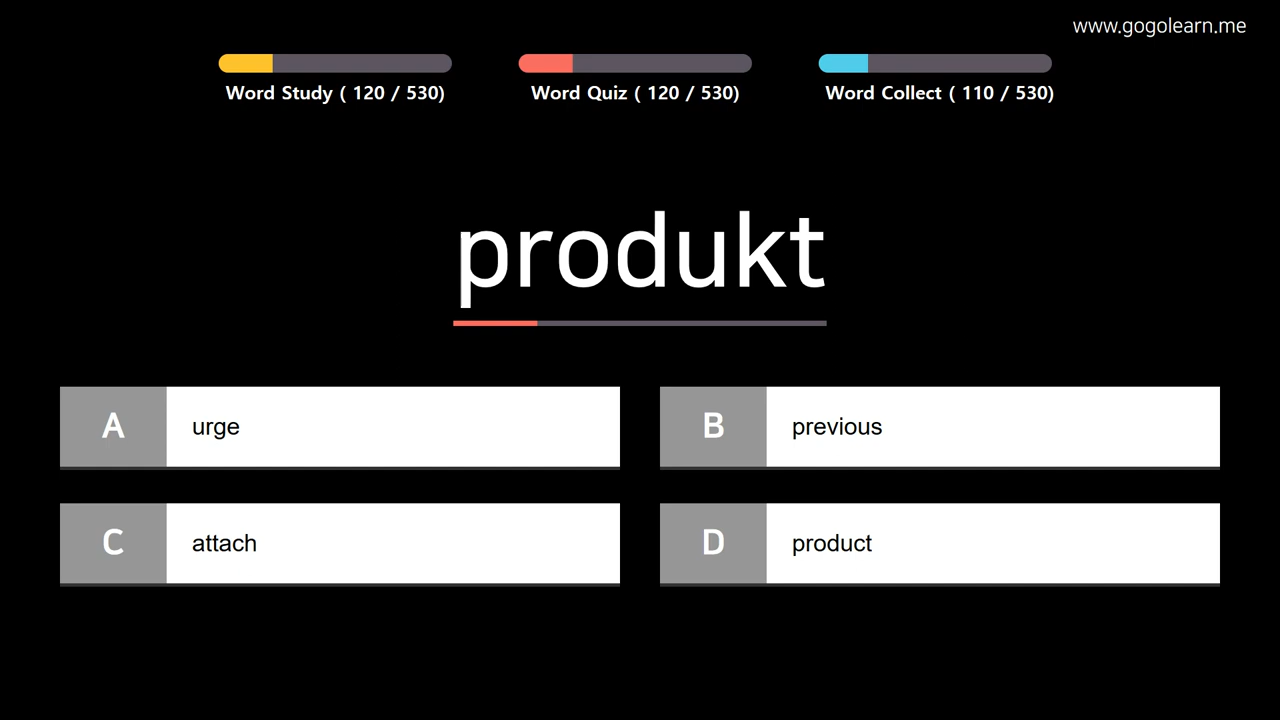 www.gogolearn.me
Word Study ( 120 / 530)
Word Quiz ( 120 / 530)
Word Collect ( 110 / 530)
produkt
A urge
B previous
C attach
D product